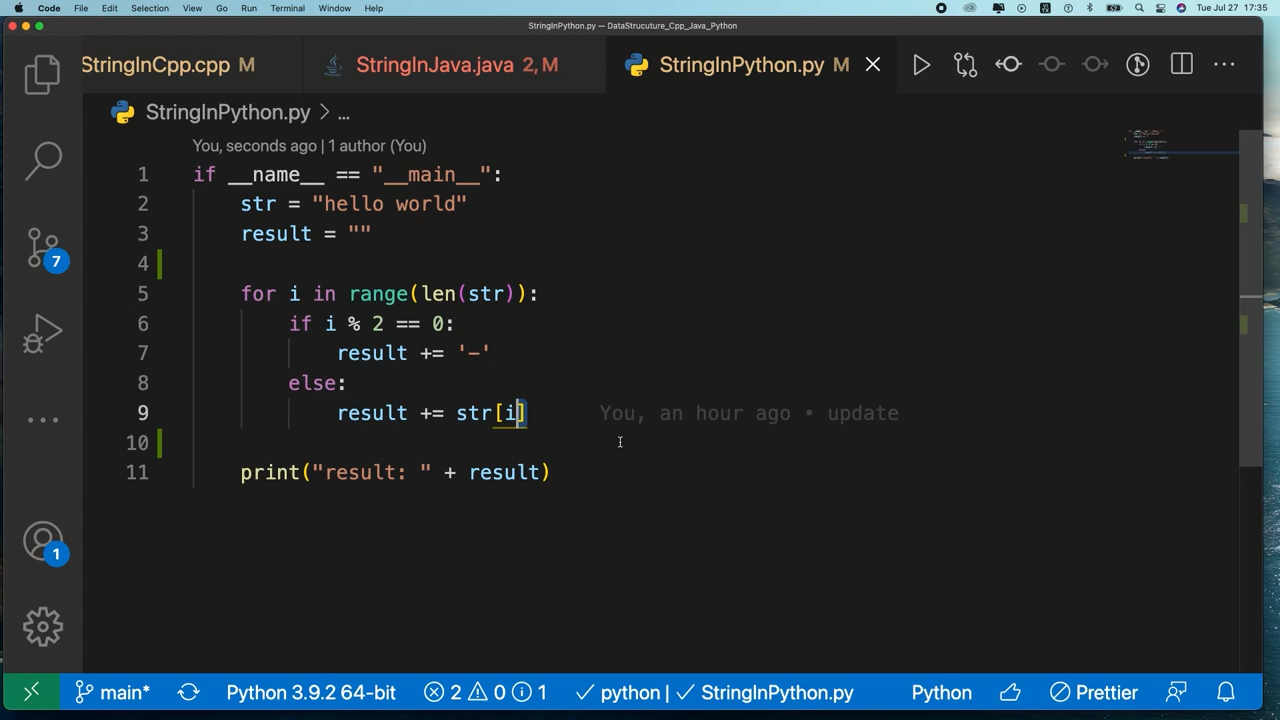 Code File Edit Selection View Go Run Terminal Window Help Tue Jul 27 17:35
StringInPython.py — DataStrucuture_Cpp_Java_Python
StringInCpp.cpp M StringInJava.java 2, M StringInPython.py M
StringInPython.py > ...
You, seconds ago | 1 author (You)
1 if __name__ == "__main__":
2 str = "hello world"
3 result = ""
4
5 for i in range(len(str)):
6 if i % 2 == 0:
7 result += '-'
8 else:
9 result += str[i] You, an hour ago • update
10
11 print("result: " + result)
7
1
main* Python 3.9.2 64-bit 2 0 1 python | StringInPython.py Python Prettier